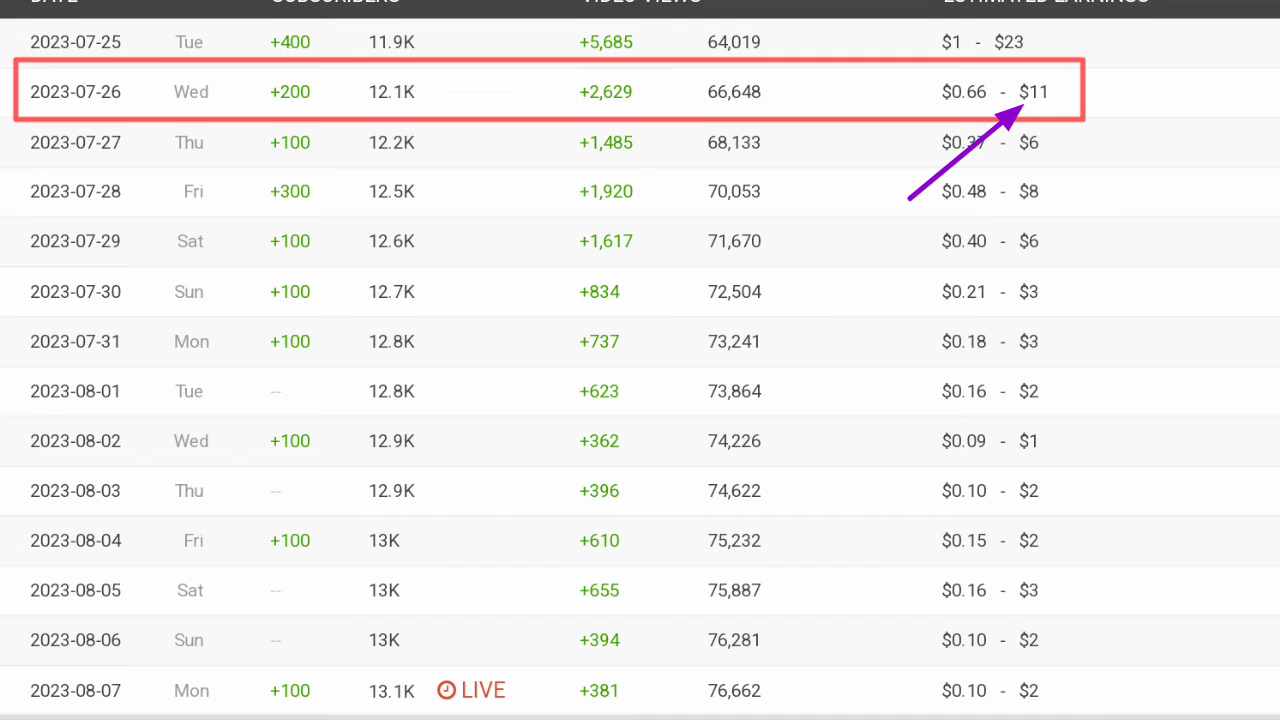 DATE SUBSCRIBERS VIDEO VIEWS ESTIMATED EARNINGS
2023-07-25 Tue +400 11.9K +5,685 64,019 $1 - $23
2023-07-26 Wed +200 12.1K +2,629 66,648 $0.66 - $11
2023-07-27 Thu +100 12.2K +1,485 68,133 $0.37 - $6
2023-07-28 Fri +300 12.5K +1,920 70,053 $0.48 - $8
2023-07-29 Sat +100 12.6K +1,617 71,670 $0.40 - $6
2023-07-30 Sun +100 12.7K +834 72,504 $0.21 - $3
2023-07-31 Mon +100 12.8K +737 73,241 $0.18 - $3
2023-08-01 Tue -- 12.8K +623 73,864 $0.16 - $2
2023-08-02 Wed +100 12.9K +362 74,226 $0.09 - $1
2023-08-03 Thu -- 12.9K +396 74,622 $0.10 - $2
2023-08-04 Fri +100 13K +610 75,232 $0.15 - $2
2023-08-05 Sat -- 13K +655 75,887 $0.16 - $3
2023-08-06 Sun -- 13K +394 76,281 $0.10 - $2
2023-08-07 Mon +100 13.1K LIVE +381 76,662 $0.10 - $2